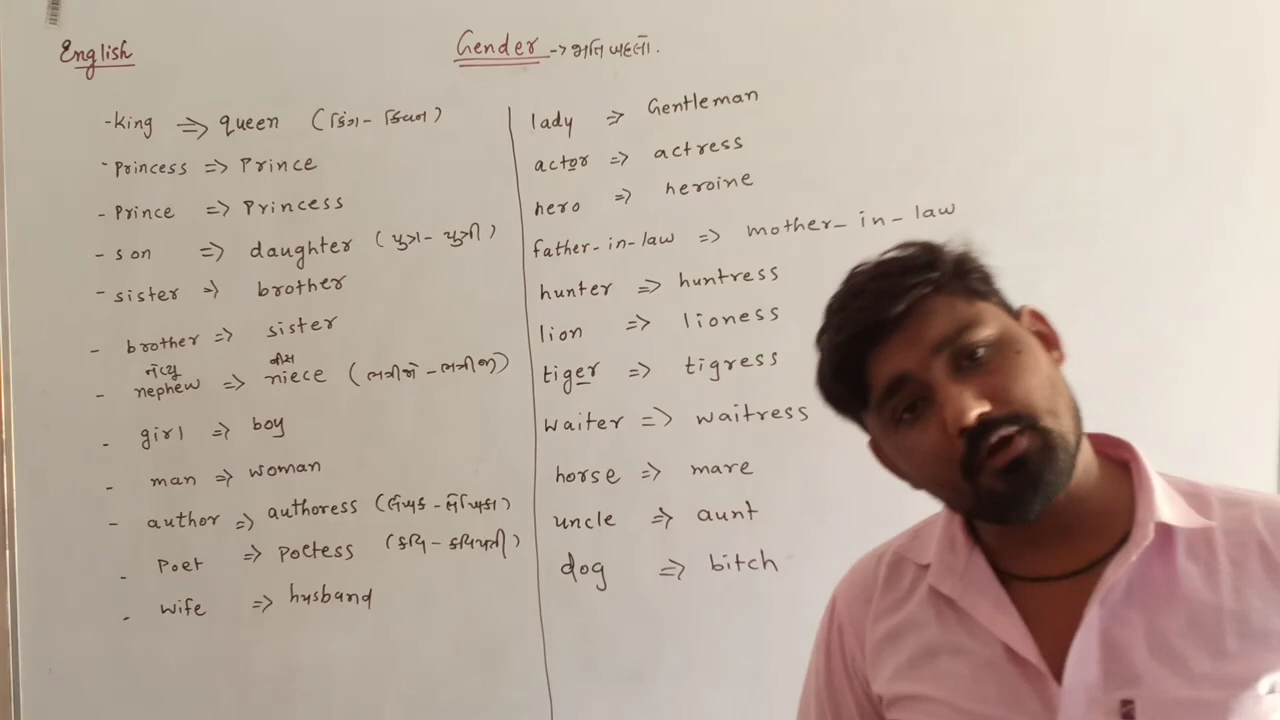 English
Gender -> જાતિ બદલો.
- king => queen (કિંગ - ક્વિન)
- Princess => Prince
- Prince => Princess
- son => daughter (પુત્ર - પુત્રી)
- sister => brother
- brother => sister
નેફ્યુ નીસ
- nephew => niece (ભત્રીજો - ભત્રીજી)
- girl => boy
- man => woman
- author => authoress (લેખક - લેખિકા)
- Poet => Poetess (કવિ - કવિયત્રી)
- wife => husband
lady => Gentleman
actor => actress
hero => heroine
father-in-law => mother-in-law
hunter => huntress
lion => lioness
tiger => tigress
waiter => waitress
horse => mare
uncle => aunt
dog => bitch